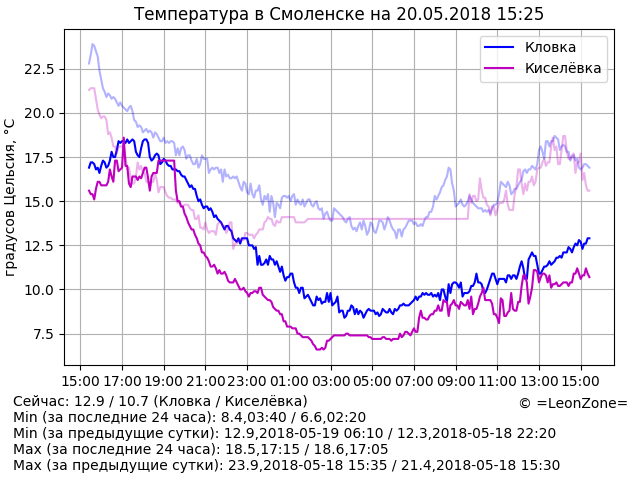 Температура в Смоленске на 20.05.2018 15:25
градусов Цельсия, °C
22.5
20.0
17.5
15.0
12.5
10.0
7.5
Кловка
Киселёвка
15:00 17:00 19:00 21:00 23:00 01:00 03:00 05:00 07:00 09:00 11:00 13:00 15:00
Сейчас: 12.9 / 10.7 (Кловка / Киселёвка)
© =LeonZone=
Min (за последние 24 часа): 8.4,03:40 / 6.6,02:20
Min (за предыдущие сутки): 12.9,2018-05-19 06:10 / 12.3,2018-05-18 22:20
Max (за последние 24 часа): 18.5,17:15 / 18.6,17:05
Max (за предыдущие сутки): 23.9,2018-05-18 15:35 / 21.4,2018-05-18 15:30